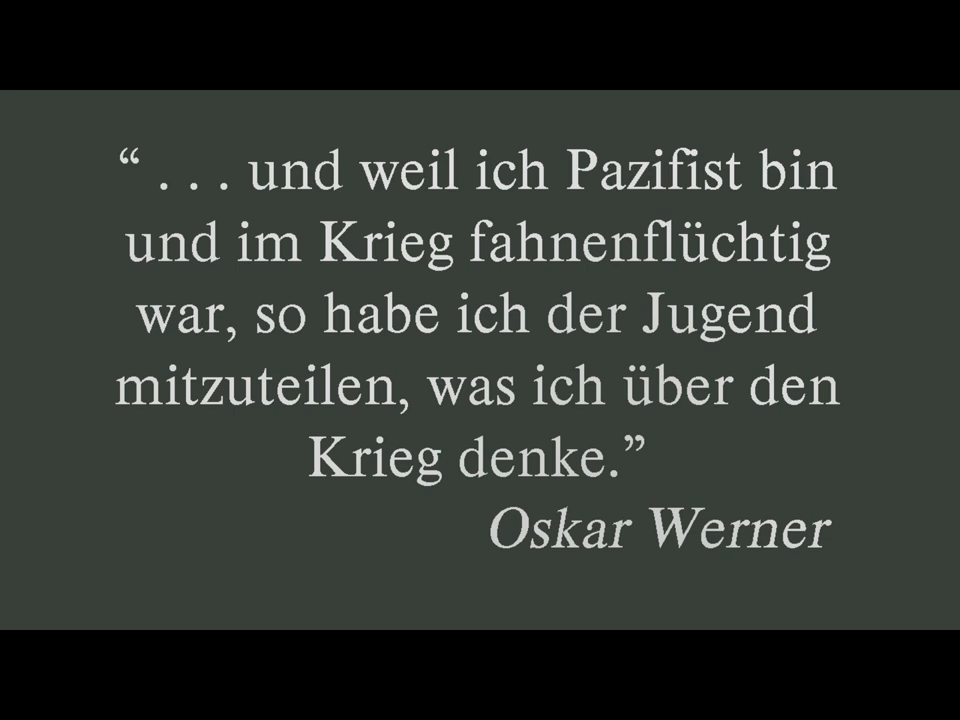 “ . . . und weil ich Pazifist bin
und im Krieg fahnenflüchtig
war, so habe ich der Jugend
mitzuteilen, was ich über den
Krieg denke.”
Oskar Werner